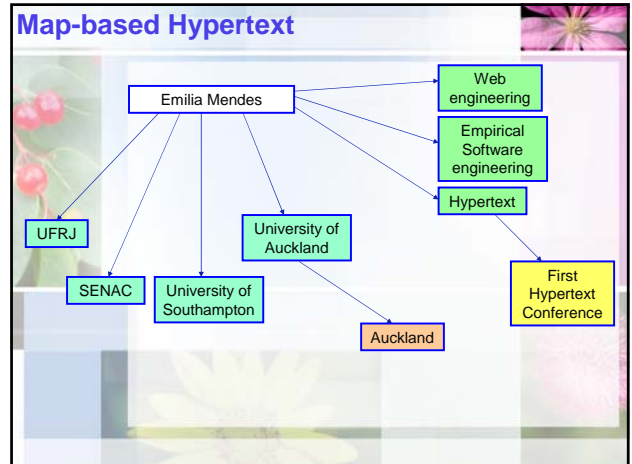 Map-based Hypertext
Emilia Mendes
Web
engineering
Empirical
Software
engineering
Hypertext
UFRJ
University of
Auckland
SENAC
University of
Southampton
First
Hypertext
Conference
Auckland